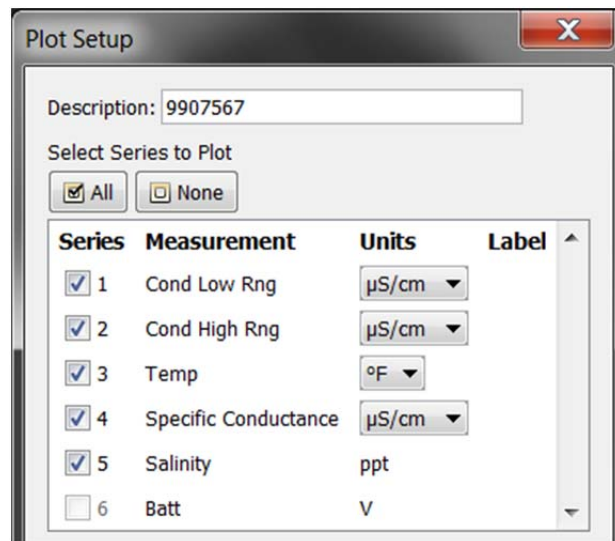 Plot Setup
Description: 9907567
Select Series to Plot
All None
Series Measurement Units Label
1 Cond Low Rng µS/cm
2 Cond High Rng µS/cm
3 Temp °F
4 Specific Conductance µS/cm
5 Salinity ppt
6 Batt V